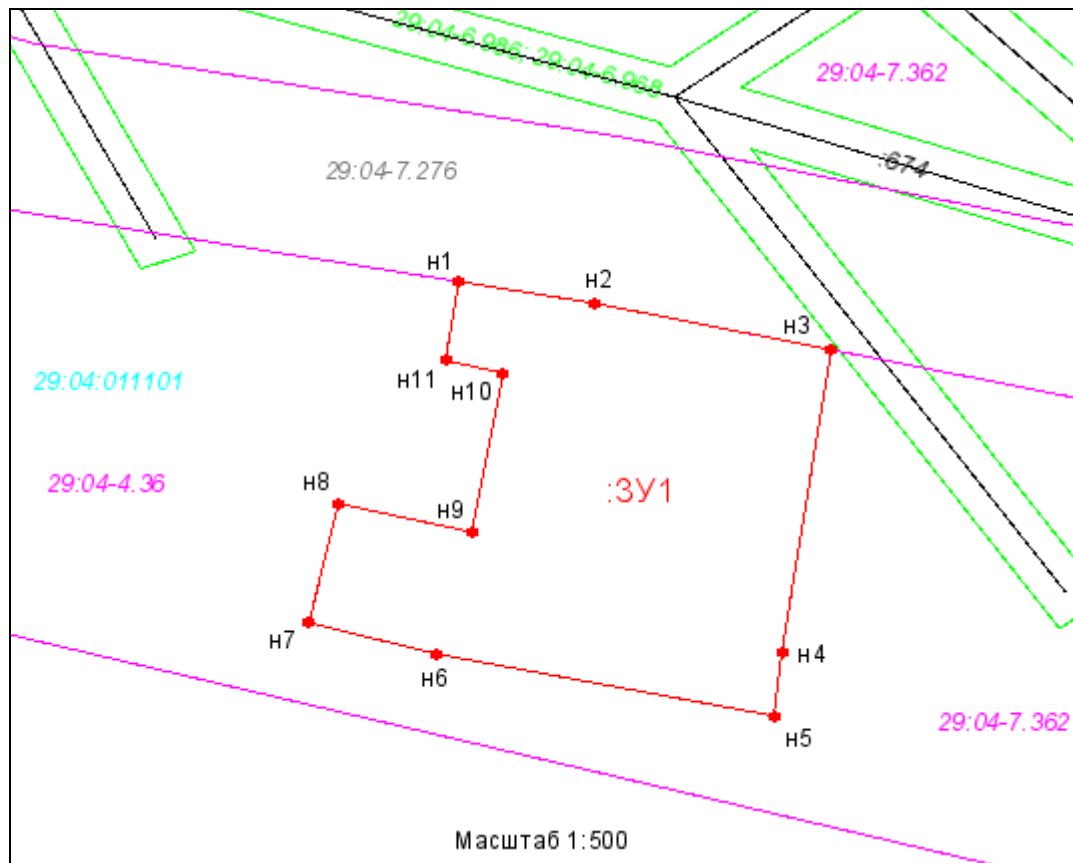 29:04-6.986; 29:04-6.968
29:04-7.362
:674
29:04-7.276
н1
н2
н3
н11
н10
29:04:011101
29:04-4.36
н8
:ЗУ1
н9
н7
н4
н6
29:04-7.362
н5
Масштаб 1:500